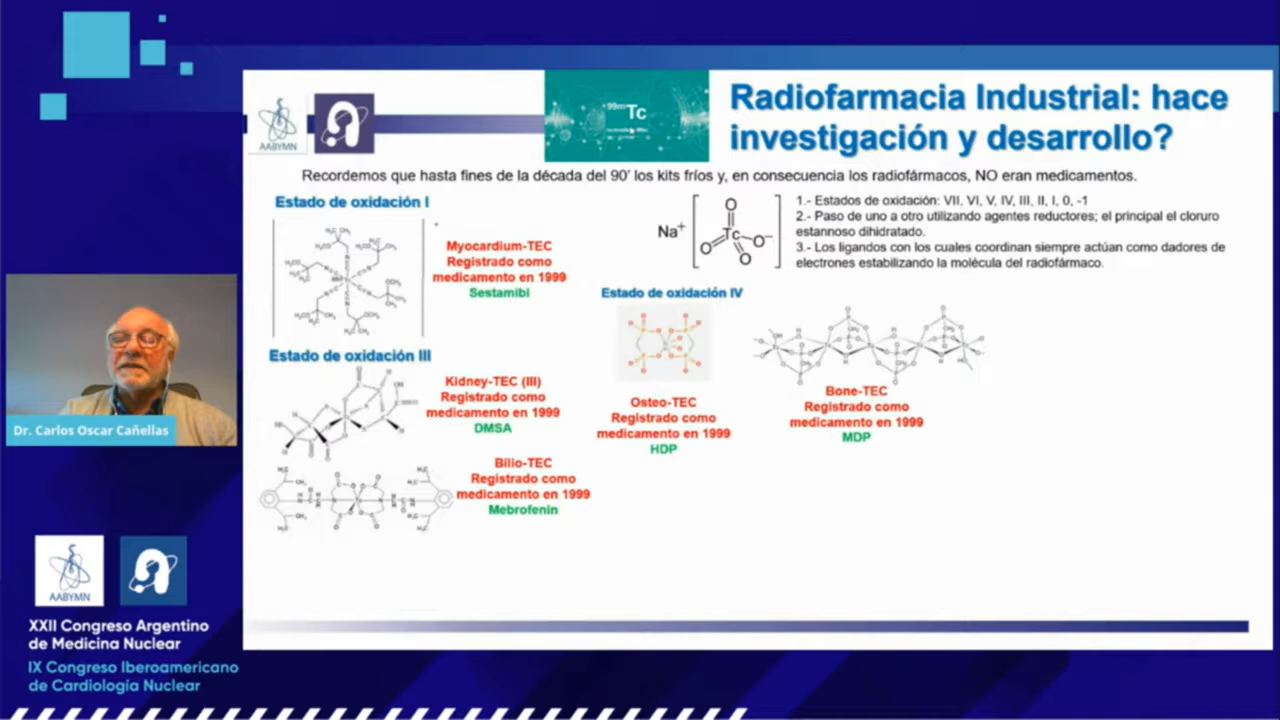 AABYMN
99mTc
Radiofarmacia Industrial: hace
investigación y desarrollo?
Recordemos que hasta fines de la década del 90’ los kits fríos y, en consecuencia los radiofármacos, NO eran medicamentos.
Estado de oxidación I
Myocardium-TEC
Registrado como
medicamento en 1999
Sestamibi
Na+
O
O
Tc
O−
O
1.- Estados de oxidación: VII, VI, V, IV, III, II, I, 0, -1
2.- Paso de uno a otro utilizando agentes reductores; el principal el cloruro
estannoso dihidratado.
3.- Los ligandos con los cuales coordinan siempre actúan como dadores de
electrones estabilizando la molécula del radiofármaco.
Estado de oxidación IV
Osteo-TEC
Registrado como
medicamento en 1999
HDP
Bone-TEC
Registrado como
medicamento en 1999
MDP
Estado de oxidación III
Kidney-TEC (III)
Registrado como
medicamento en 1999
DMSA
Bilio-TEC
Registrado como
medicamento en 1999
Mebrofenin
Dr. Carlos Oscar Cañellas
AABYMN
XXII Congreso Argentino
de Medicina Nuclear
IX Congreso Iberoamericano
de Cardiología Nuclear